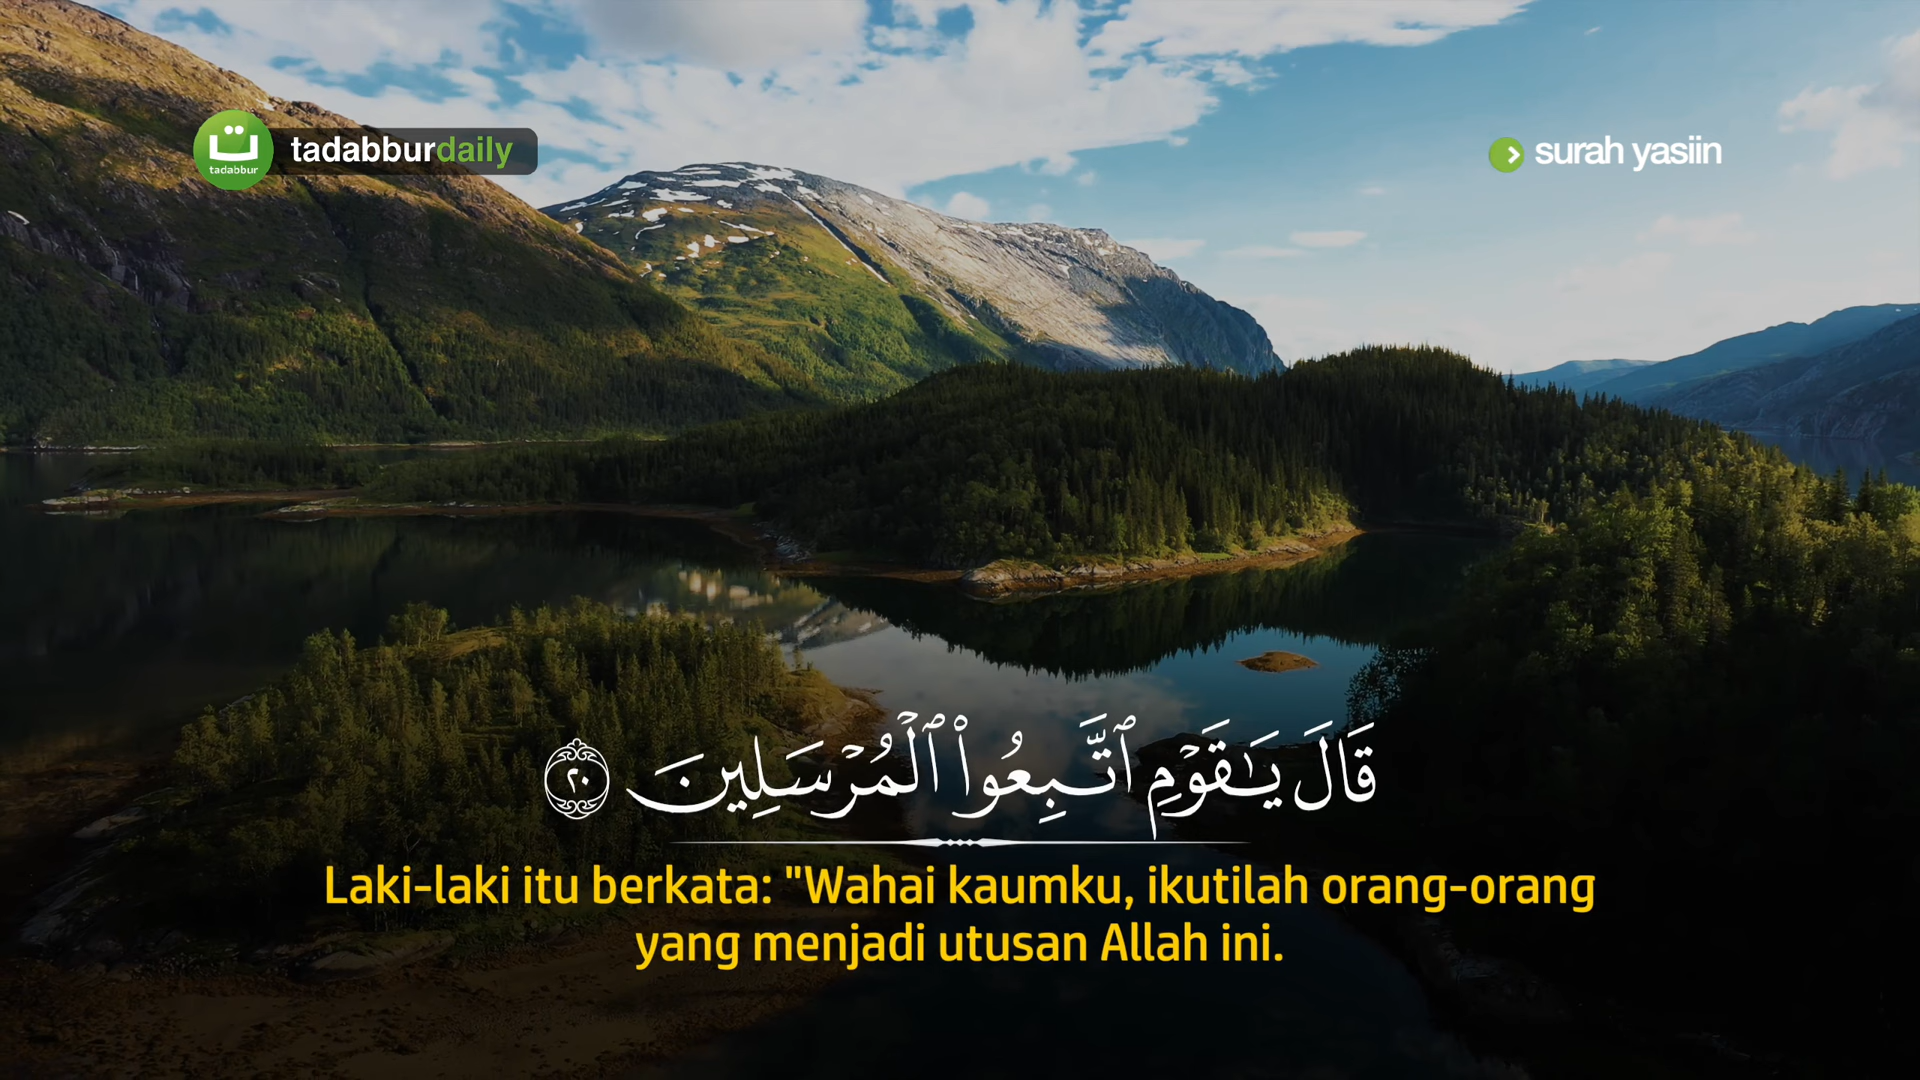 ت
tadabbur
tadabburdaily
surah yasiin
قَالَ يَـٰقَوْمِ ٱتَّبِعُوا۟ ٱلْمُرْسَلِينَ ٢٠
Laki-laki itu berkata: "Wahai kaumku, ikutilah orang-orang
yang menjadi utusan Allah ini.